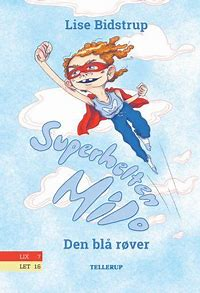 Lise Bidstrup
Superhelten
Milo
Den blå røver
LIX 7
LET 16
TELLERUP